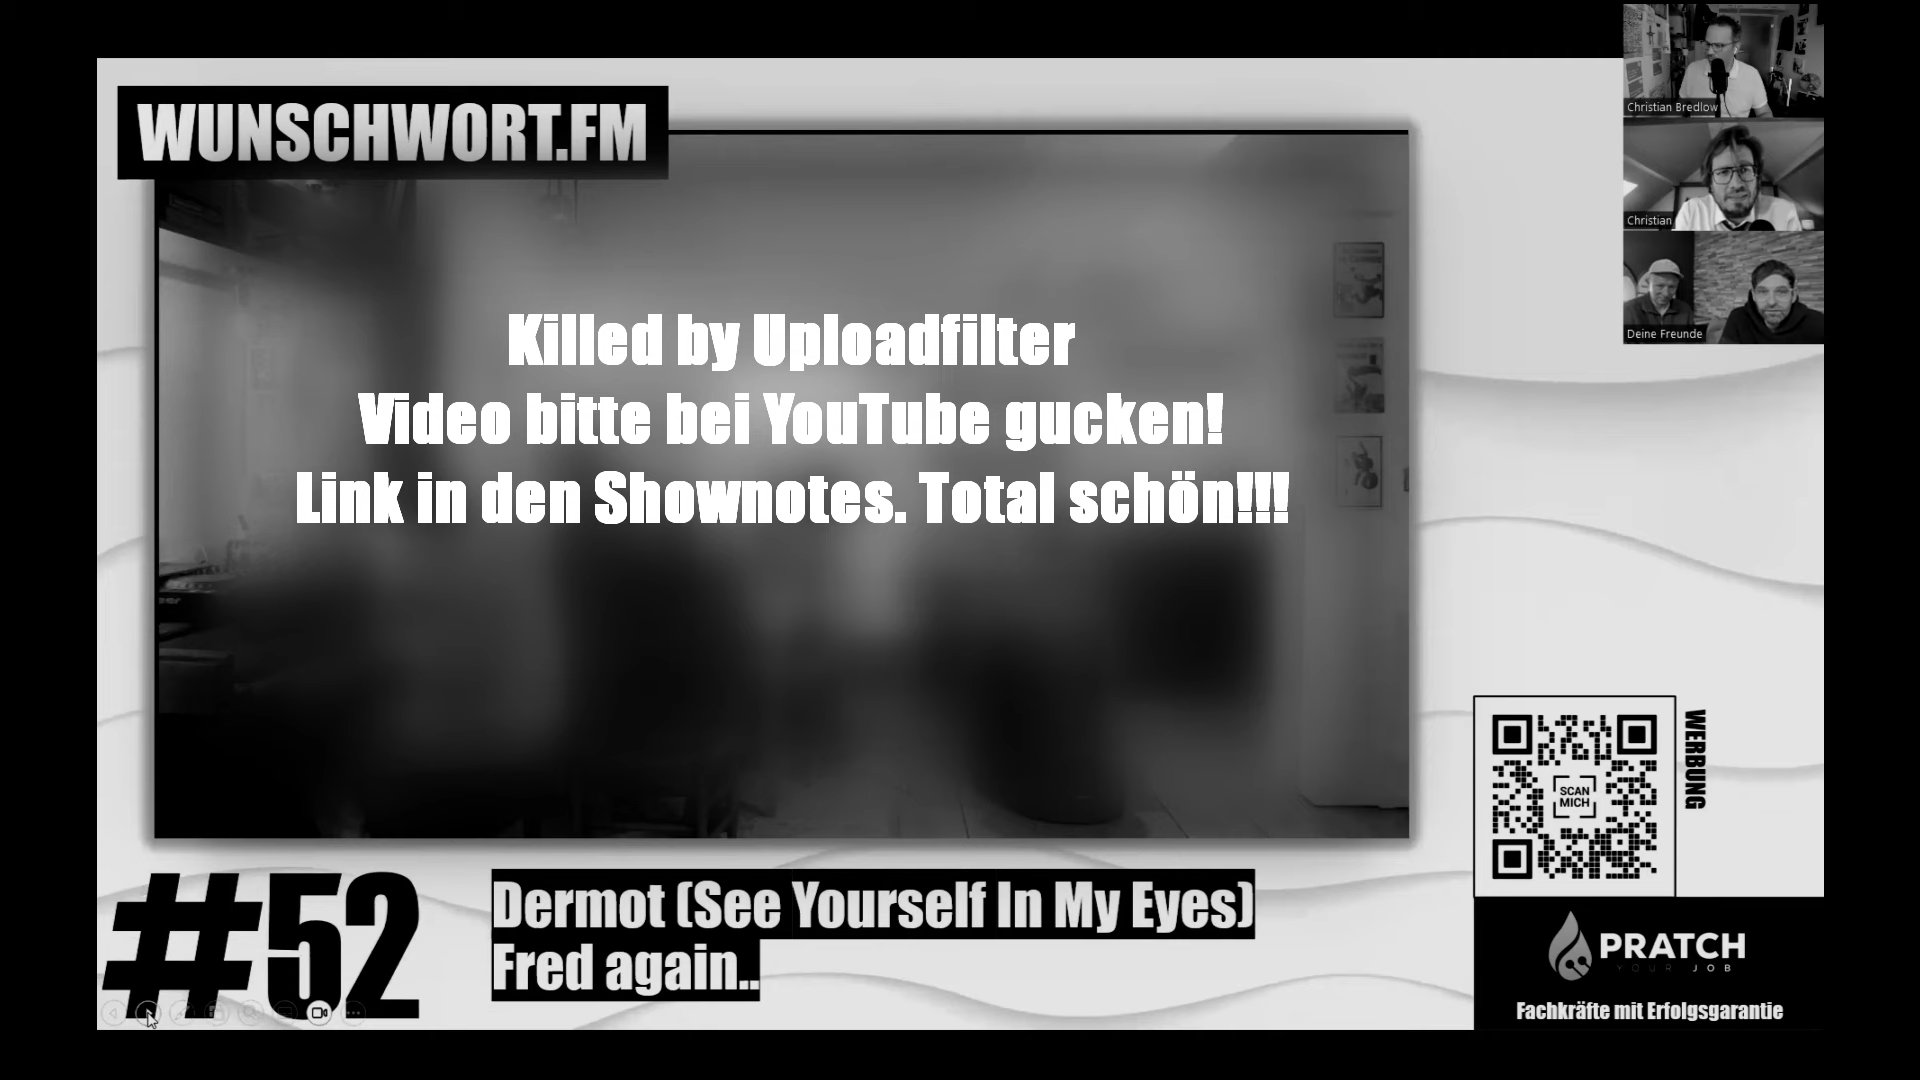 WUNSCHWORT.FM
Killed by Uploadfilter
Video bitte bei YouTube gucken!
Link in den Shownotes. Total schön!!!
Christian Bredlow
Christian
Deine Freunde
#52
Dermot (See Yourself In My Eyes)
Fred again..
WERBUNG
SCAN
MICH
PRATCH
YOUR JOB
Fachkräfte mit Erfolgsgarantie